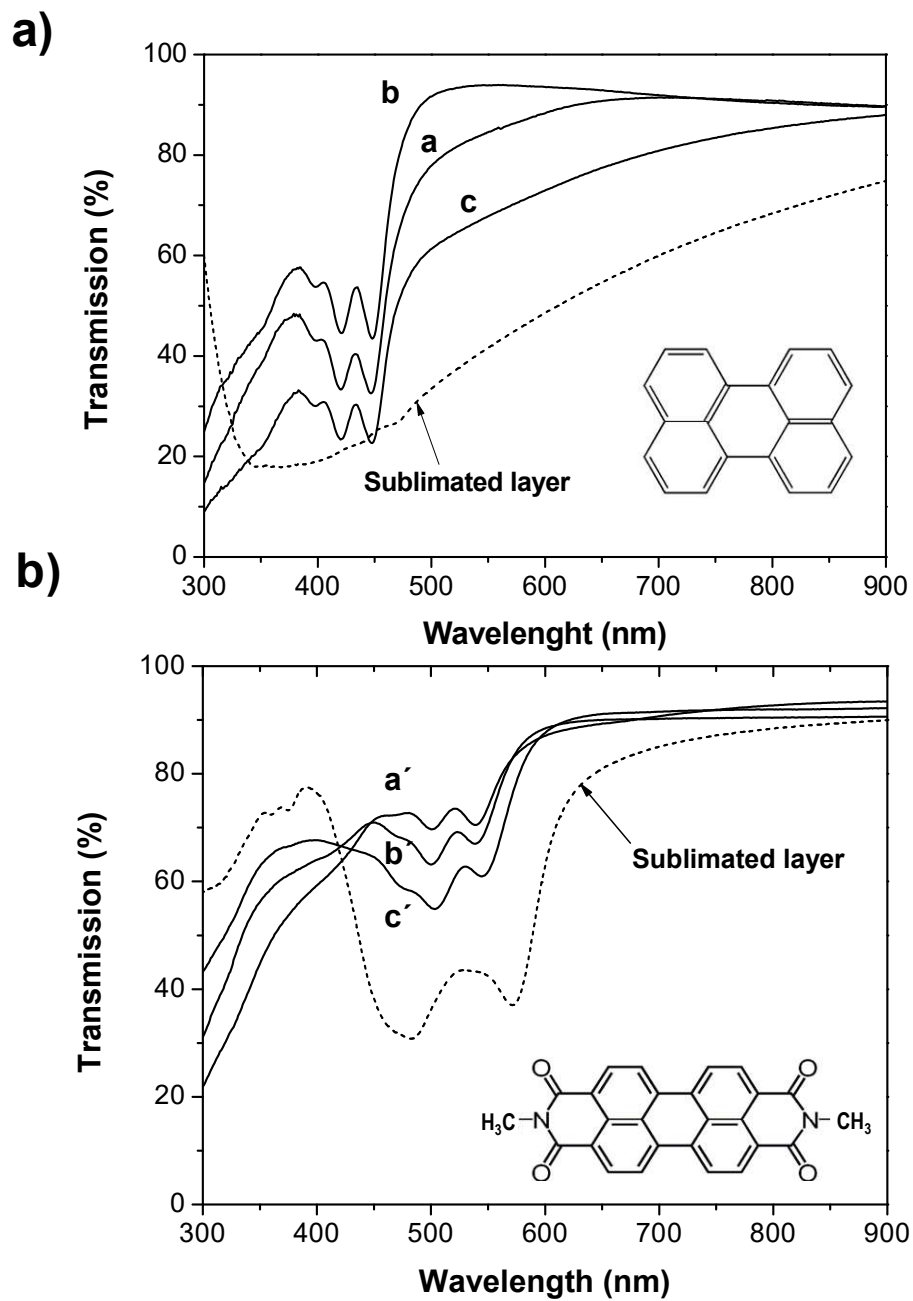 a)
100
b
80
a
Transmission (%)
c
60
40
20
Sublimated layer
0
300 400 500 600 700 800 900
Wavelenght (nm)
b)
100
80
a´
Transmission (%)
b´
Sublimated layer
60
c´
40
20
O O
H₃C N N CH₃
O O
0
300 400 500 600 700 800 900
Wavelength (nm)